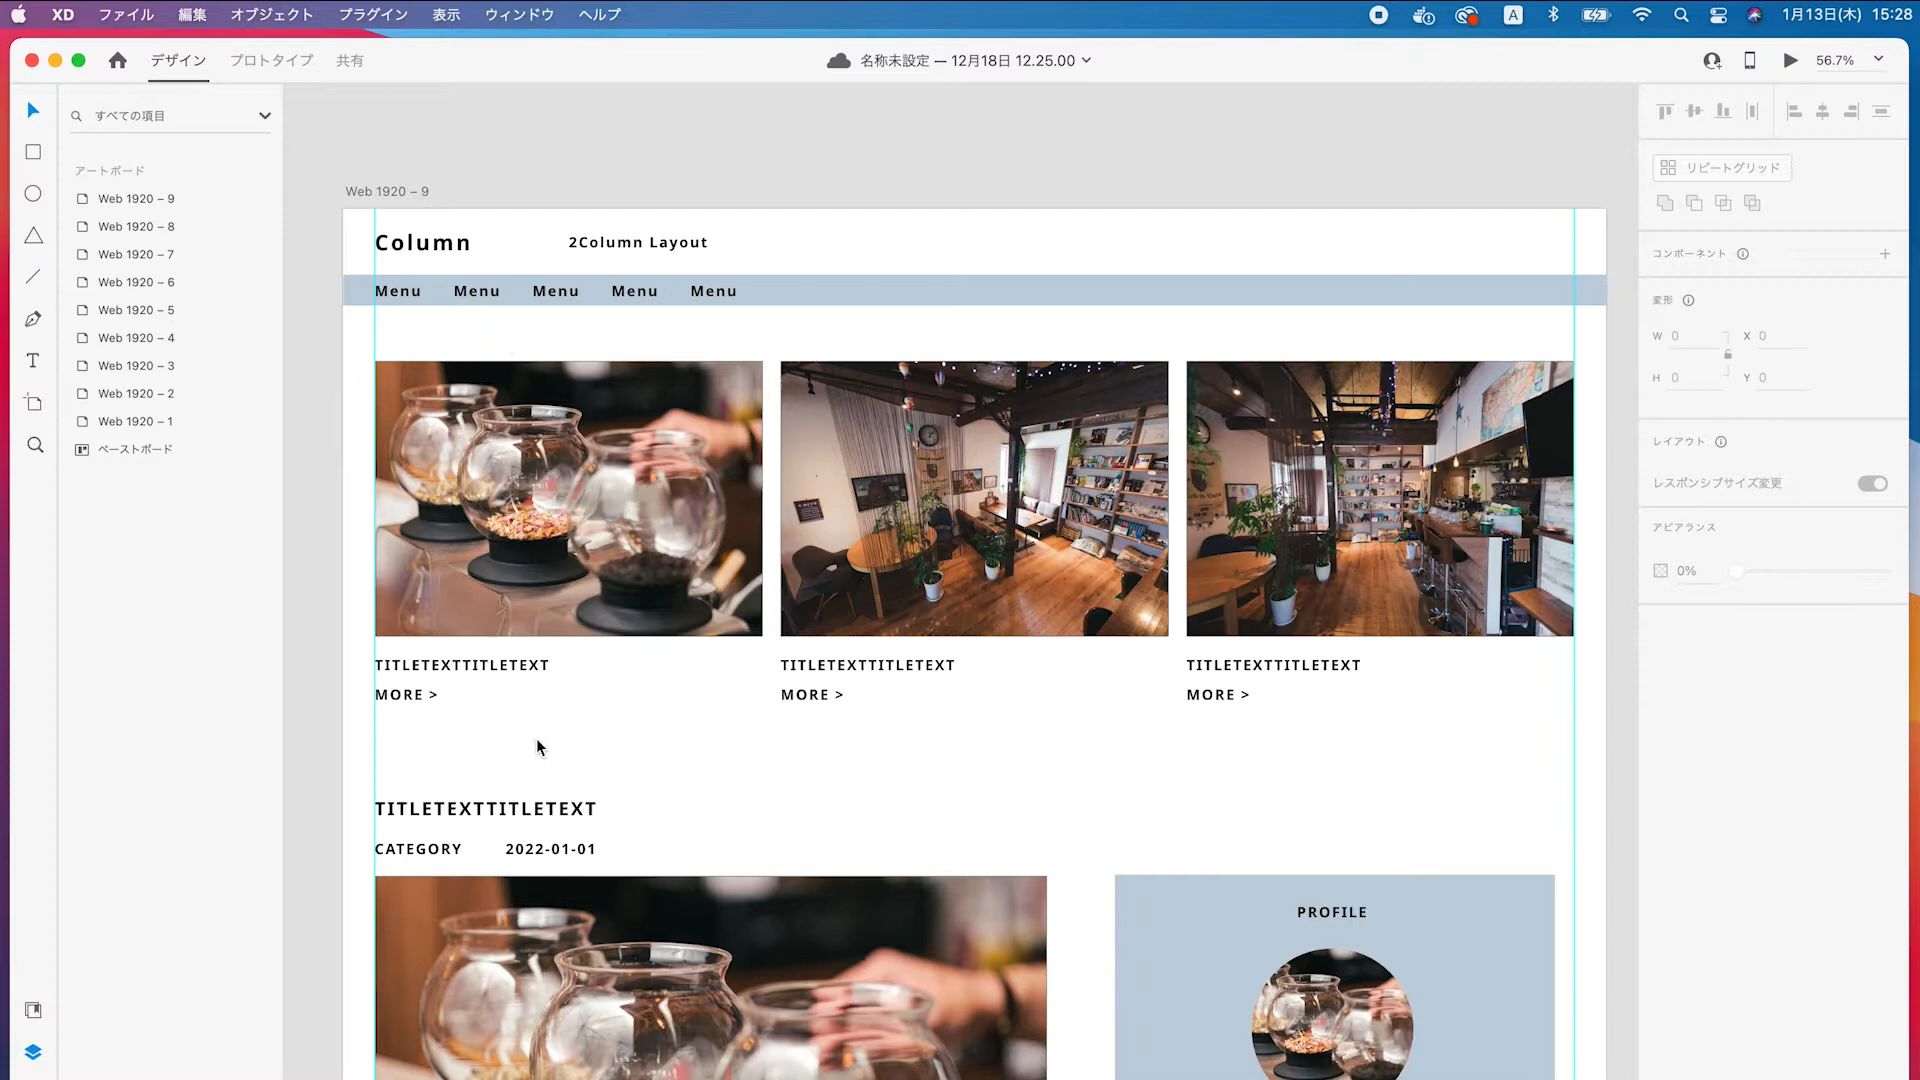 XD ファイル 編集 オブジェクト プラグイン 表示 ウィンドウ ヘルプ A 1月13日(木) 15:28
デザイン プロトタイプ 共有 名称未設定 — 12月18日 12.25.00 56.7%
すべての項目
アートボード
Web 1920 – 9
Web 1920 – 8
Web 1920 – 7
Web 1920 – 6
Web 1920 – 5
Web 1920 – 4
Web 1920 – 3
Web 1920 – 2
Web 1920 – 1
ペーストボード
Web 1920 – 9
Column 2Column Layout
Menu Menu Menu Menu Menu
TITLETEXTTITLETEXT TITLETEXTTITLETEXT TITLETEXTTITLETEXT
MORE > MORE > MORE >
TITLETEXTTITLETEXT
CATEGORY 2022-01-01
PROFILE
リピートグリッド
コンポーネント
変形
W 0 X 0
H 0 Y 0
レイアウト
レスポンシブサイズ変更
アピアランス
0%